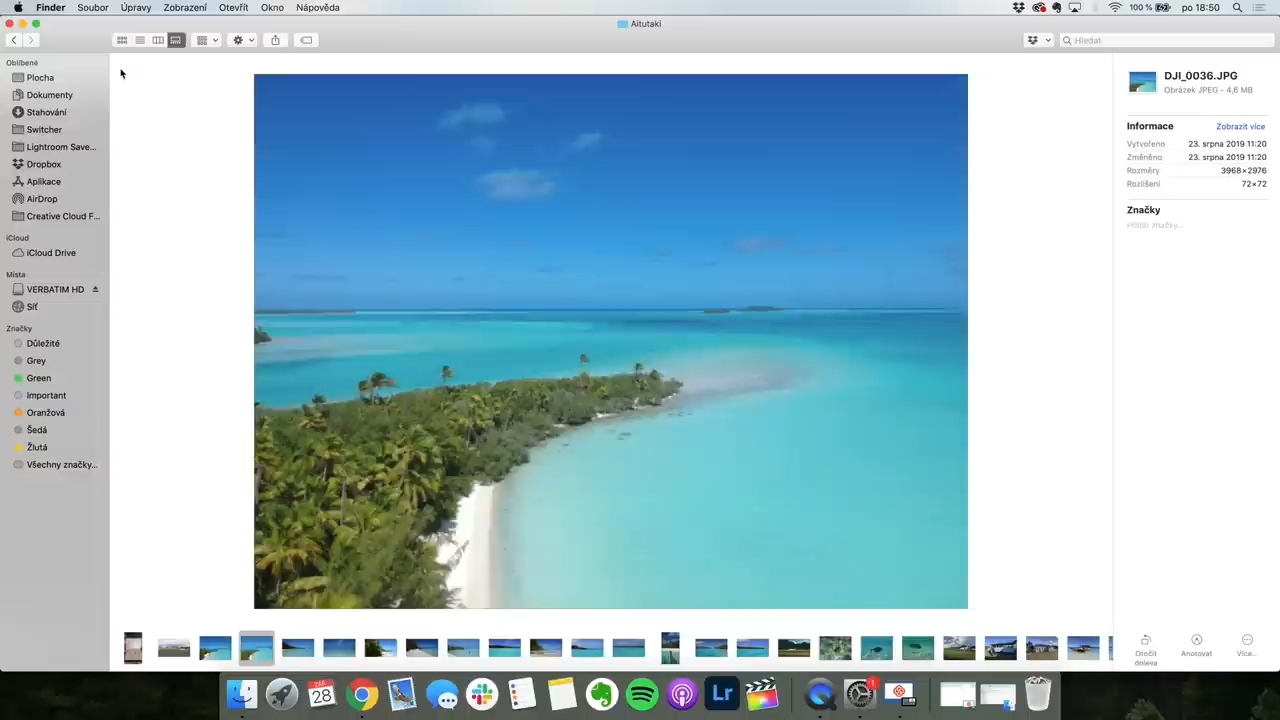 Finder Soubor Úpravy Zobrazení Otevřít Okno Nápověda 100 % po 18:50
Aitutaki
Hledat
Oblíbené
Plocha
Dokumenty
Stahování
Switcher
Lightroom Save...
Dropbox
Aplikace
AirDrop
Creative Cloud F...
iCloud
iCloud Drive
Místa
VERBATIM HD
Síť
Značky
Důležité
Grey
Green
Important
Oranžová
Šedá
Žlutá
Všechny značky...
DJI_0036.JPG
Obrázek JPEG - 4,6 MB
Informace Zobrazit více
Vytvořeno 23. srpna 2019 11:20
Změněno 23. srpna 2019 11:20
Rozměry 3968×2976
Rozlišení 72×72
Značky
Přidat značky...
Otočit doleva
Anotovat
Více...
ZÁŘ
28
Lr
1